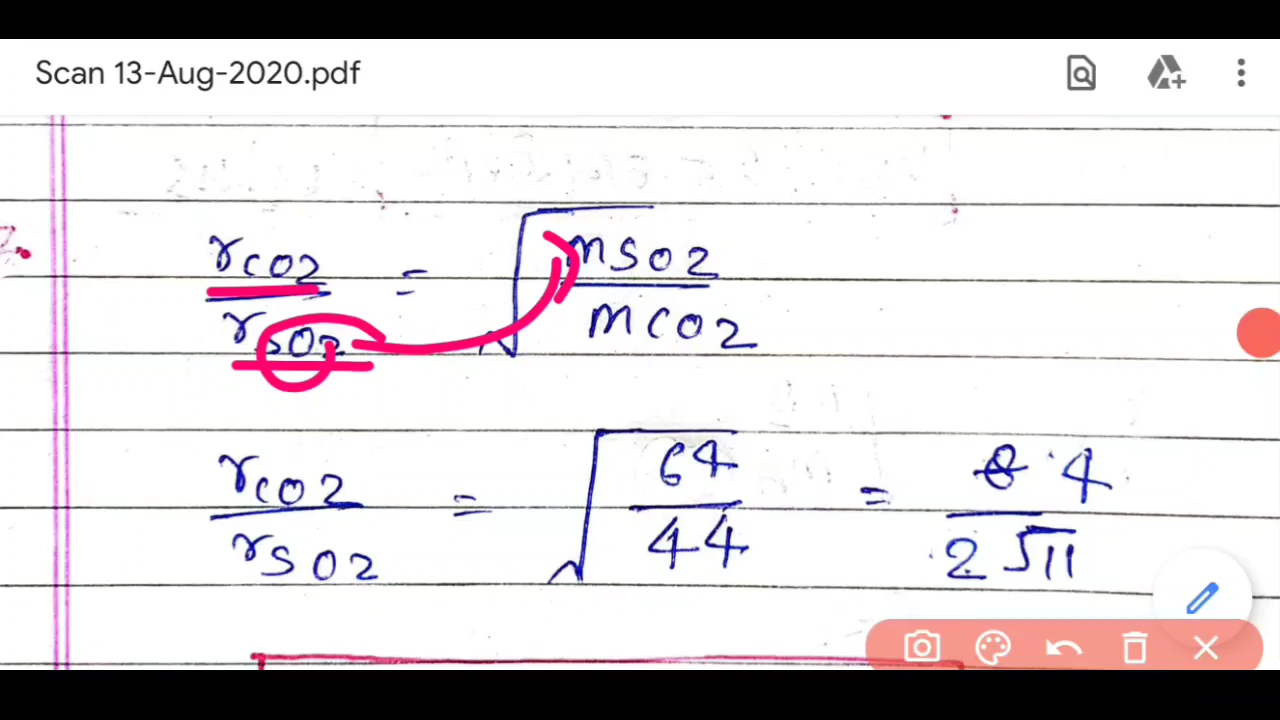 Scan 13-Aug-2020.pdf
rCO2 / rSO2 = √ mSO2 / mCO2
rCO2 / rSO2 = √ 64 / 44 = 8 4 / 2 √11